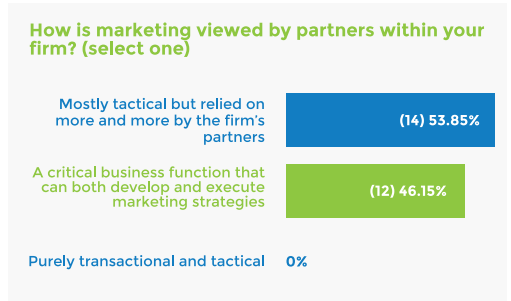 How is marketing viewed by partners within your
firm? (select one)
Mostly tactical but relied on
more and more by the firm’s
partners
(14) 53.85%
A critical business function that
can both develop and execute
marketing strategies
(12) 46.15%
Purely transactional and tactical
0%